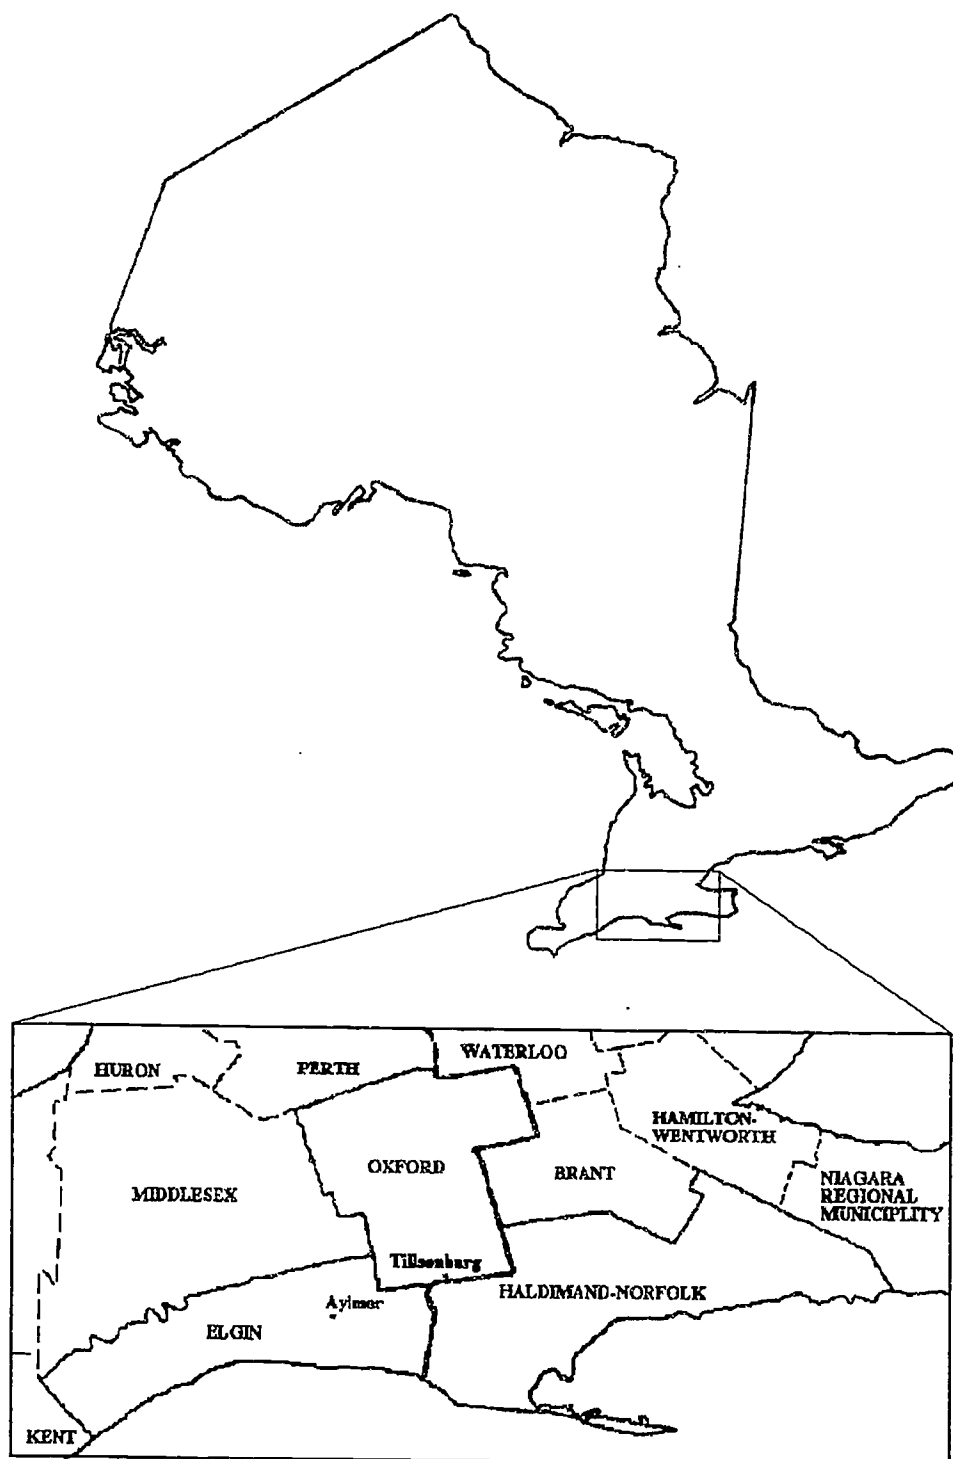 WATERLOO
HURON
PERTH
HAMILTON-
WENTWORTH
OXFORD
BRANT
MIDDLESEX
NIAGARA
REGIONAL
MUNICIPLITY
Tillsonburg
HALDIMAND-NORFOLK
Aylmer
ELGIN
KENT